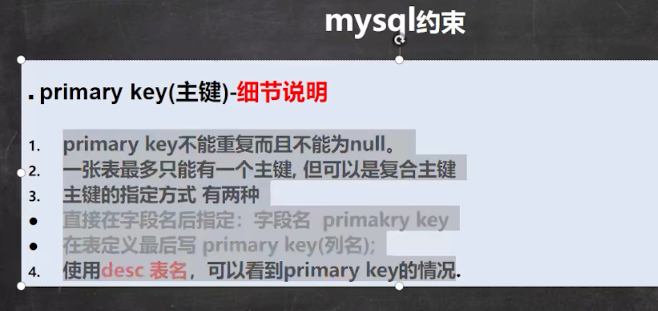 mysql约束
. primary key(主键)-细节说明
1. primary key不能重复而且不能为null。
2. 一张表最多只能有一个主键, 但可以是复合主键
3. 主键的指定方式 有两种
● 直接在字段名后指定：字段名 primakry key
● 在表定义最后写 primary key(列名);
4. 使用desc 表名，可以看到primary key的情况.